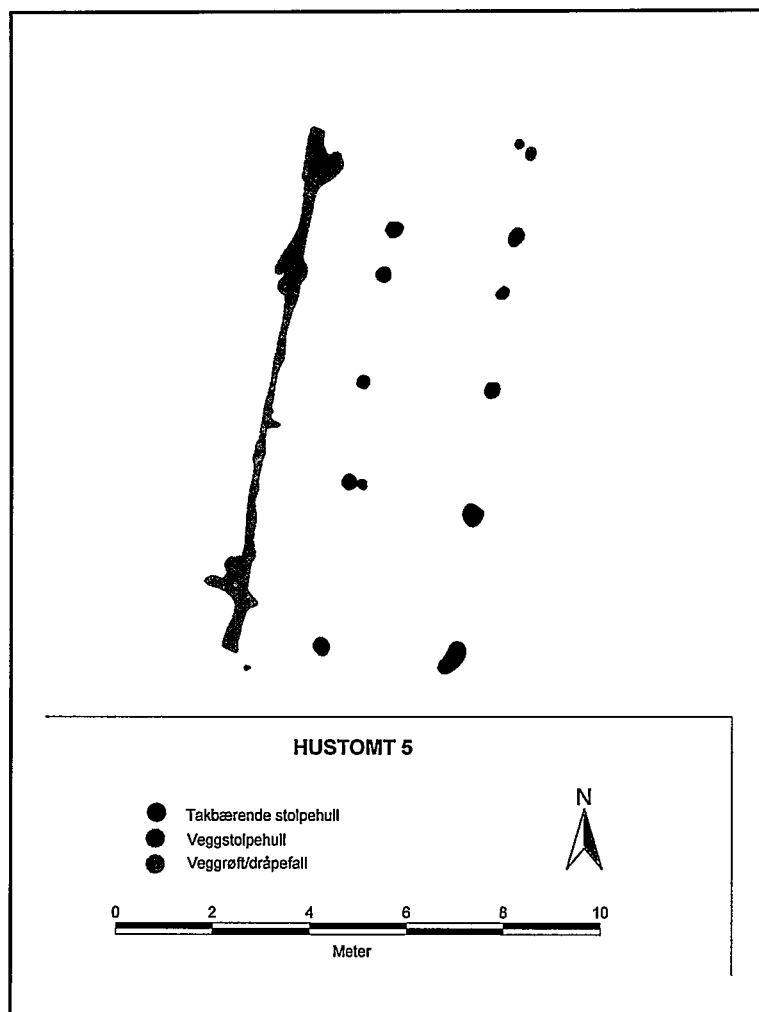 HUSTOMT 5
N
Takbærende stolpehull
Veggstolpehull
Veggrøft/dråpefall
0 2 4 6 8 10
Meter